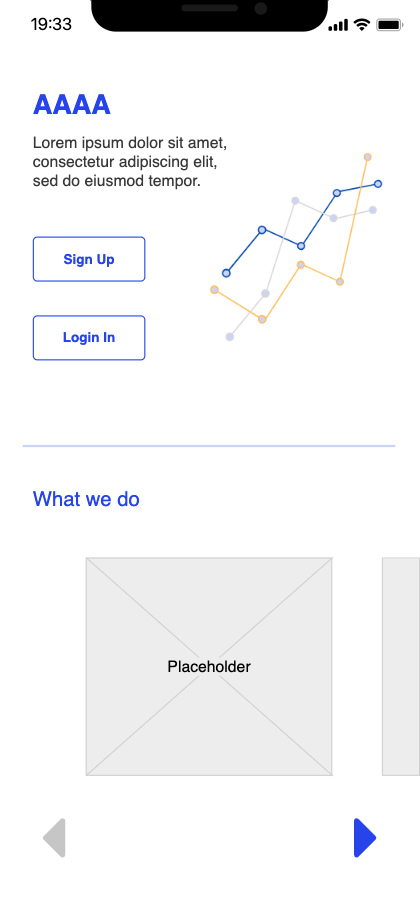 19:33
AAAA
Lorem ipsum dolor sit amet,
consectetur adipiscing elit,
sed do eiusmod tempor.
Sign Up
Login In
What we do
Placeholder